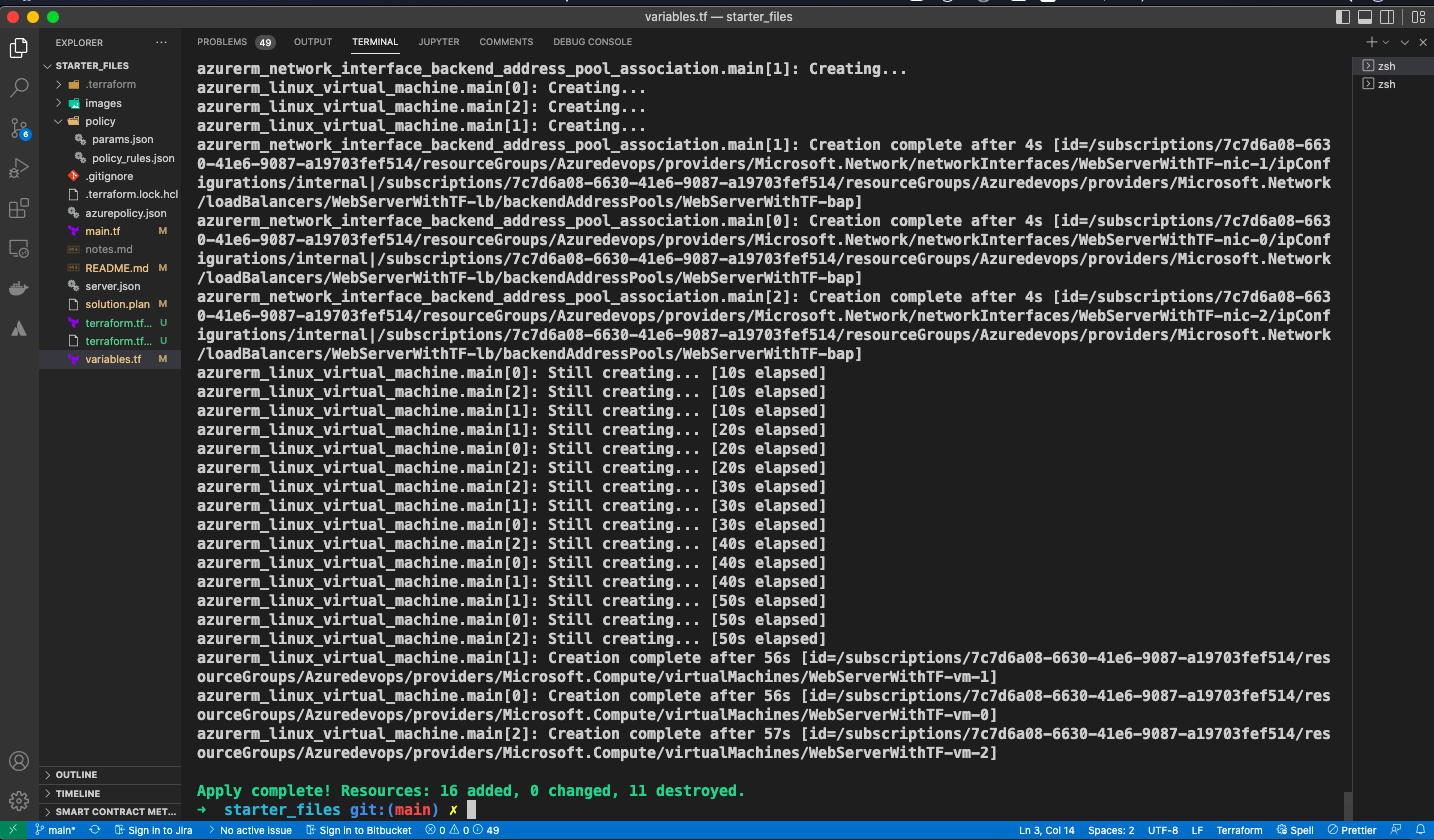 variables.tf — starter_files
EXPLORER
STARTER_FILES
.terraform
images
policy
params.json
policy_rules.json
.gitignore
.terraform.lock.hcl
azurepolicy.json
main.tf M
notes.md
README.md M
server.json
solution.plan M
terraform.tf... U
terraform.tf... U
variables.tf M
OUTLINE
TIMELINE
SMART CONTRACT MET...
6
PROBLEMS 49 OUTPUT TERMINAL JUPYTER COMMENTS DEBUG CONSOLE
azurerm_network_interface_backend_address_pool_association.main[1]: Creating...
azurerm_linux_virtual_machine.main[0]: Creating...
azurerm_linux_virtual_machine.main[2]: Creating...
azurerm_linux_virtual_machine.main[1]: Creating...
azurerm_network_interface_backend_address_pool_association.main[1]: Creation complete after 4s [id=/subscriptions/7c7d6a08-663
0-41e6-9087-a19703fef514/resourceGroups/Azuredevops/providers/Microsoft.Network/networkInterfaces/WebServerWithTF-nic-1/ipConf
igurations/internal|/subscriptions/7c7d6a08-6630-41e6-9087-a19703fef514/resourceGroups/Azuredevops/providers/Microsoft.Network
/loadBalancers/WebServerWithTF-lb/backendAddressPools/WebServerWithTF-bap]
azurerm_network_interface_backend_address_pool_association.main[0]: Creation complete after 4s [id=/subscriptions/7c7d6a08-663
0-41e6-9087-a19703fef514/resourceGroups/Azuredevops/providers/Microsoft.Network/networkInterfaces/WebServerWithTF-nic-0/ipConf
igurations/internal|/subscriptions/7c7d6a08-6630-41e6-9087-a19703fef514/resourceGroups/Azuredevops/providers/Microsoft.Network
/loadBalancers/WebServerWithTF-lb/backendAddressPools/WebServerWithTF-bap]
azurerm_network_interface_backend_address_pool_association.main[2]: Creation complete after 4s [id=/subscriptions/7c7d6a08-663
0-41e6-9087-a19703fef514/resourceGroups/Azuredevops/providers/Microsoft.Network/networkInterfaces/WebServerWithTF-nic-2/ipConf
igurations/internal|/subscriptions/7c7d6a08-6630-41e6-9087-a19703fef514/resourceGroups/Azuredevops/providers/Microsoft.Network
/loadBalancers/WebServerWithTF-lb/backendAddressPools/WebServerWithTF-bap]
azurerm_linux_virtual_machine.main[0]: Still creating... [10s elapsed]
azurerm_linux_virtual_machine.main[2]: Still creating... [10s elapsed]
azurerm_linux_virtual_machine.main[1]: Still creating... [10s elapsed]
azurerm_linux_virtual_machine.main[1]: Still creating... [20s elapsed]
azurerm_linux_virtual_machine.main[0]: Still creating... [20s elapsed]
azurerm_linux_virtual_machine.main[2]: Still creating... [20s elapsed]
azurerm_linux_virtual_machine.main[2]: Still creating... [30s elapsed]
azurerm_linux_virtual_machine.main[1]: Still creating... [30s elapsed]
azurerm_linux_virtual_machine.main[0]: Still creating... [30s elapsed]
azurerm_linux_virtual_machine.main[2]: Still creating... [40s elapsed]
azurerm_linux_virtual_machine.main[0]: Still creating... [40s elapsed]
azurerm_linux_virtual_machine.main[1]: Still creating... [40s elapsed]
azurerm_linux_virtual_machine.main[1]: Still creating... [50s elapsed]
azurerm_linux_virtual_machine.main[0]: Still creating... [50s elapsed]
azurerm_linux_virtual_machine.main[2]: Still creating... [50s elapsed]
azurerm_linux_virtual_machine.main[1]: Creation complete after 56s [id=/subscriptions/7c7d6a08-6630-41e6-9087-a19703fef514/res
ourceGroups/Azuredevops/providers/Microsoft.Compute/virtualMachines/WebServerWithTF-vm-1]
azurerm_linux_virtual_machine.main[0]: Creation complete after 56s [id=/subscriptions/7c7d6a08-6630-41e6-9087-a19703fef514/res
ourceGroups/Azuredevops/providers/Microsoft.Compute/virtualMachines/WebServerWithTF-vm-0]
azurerm_linux_virtual_machine.main[2]: Creation complete after 57s [id=/subscriptions/7c7d6a08-6630-41e6-9087-a19703fef514/res
ourceGroups/Azuredevops/providers/Microsoft.Compute/virtualMachines/WebServerWithTF-vm-2]
Apply complete! Resources: 16 added, 0 changed, 11 destroyed.
➜ starter_files git:(main) ✗
zsh
zsh
main* Sign in to Jira No active issue Sign in to Bitbucket 0 0 49 Ln 3, Col 14 Spaces: 2 UTF-8 LF Terraform Spell Prettier